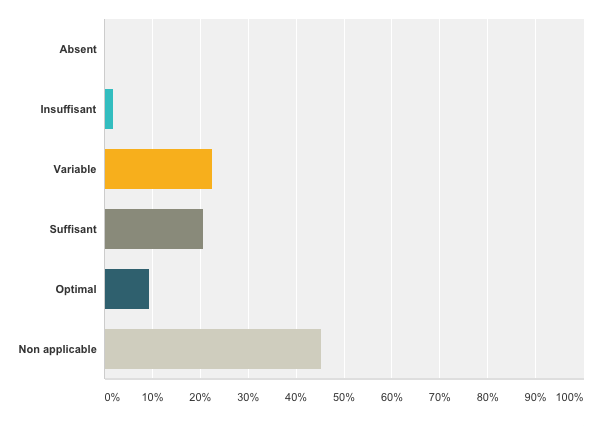 Absent
Insuffisant
Variable
Suffisant
Optimal
Non applicable
0% 10% 20% 30% 40% 50% 60% 70% 80% 90% 100%